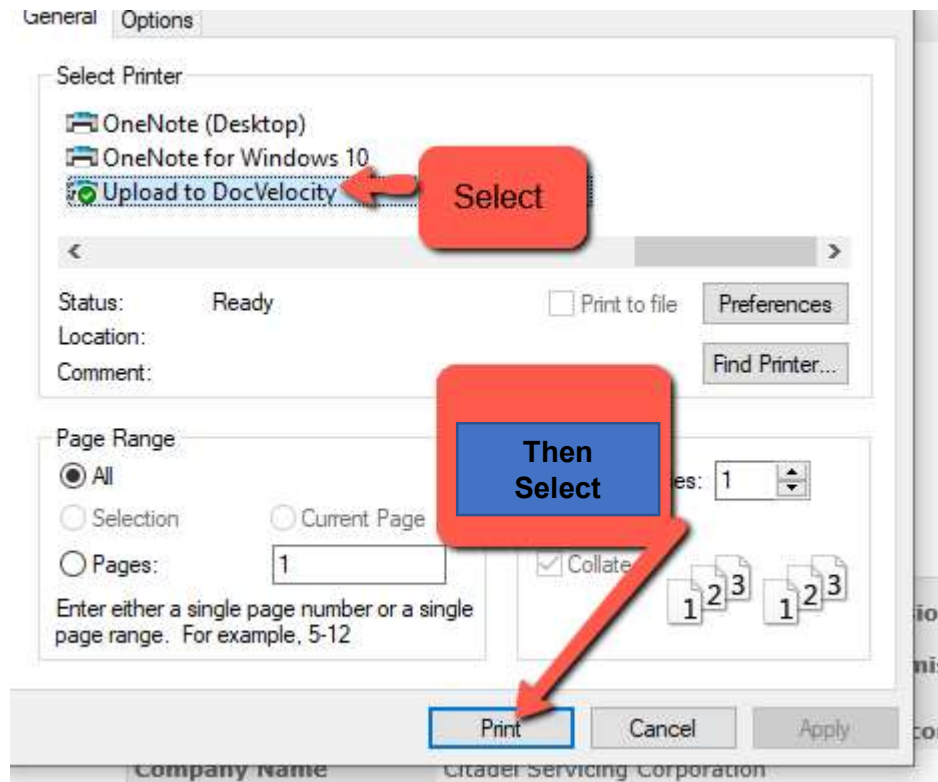 General Options
Select Printer
OneNote (Desktop)
OneNote for Windows 10
Upload to DocVelocity
Select
Status: Ready
Print to file
Preferences
Location:
Comment:
Find Printer...
Page Range
All
Selection
Current Page
Pages: 1
Enter either a single page number or a single
page range. For example, 5-12
Then
Select
es: 1
Collate
1 2 3 1 2 3
Print Cancel Apply
Company Name Citadel Servicing Corporation